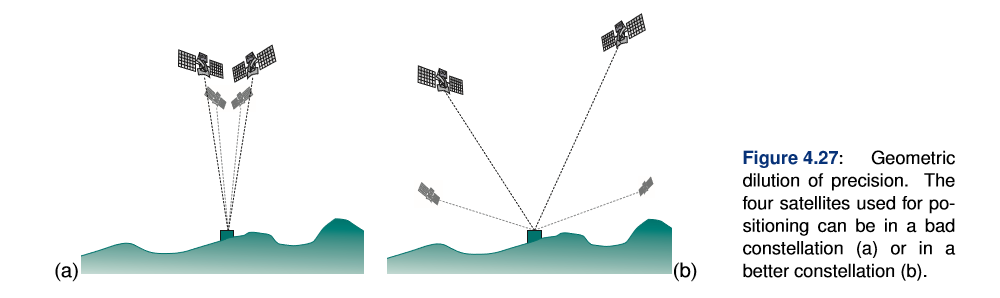 Figure 4.27: Geometric
dilution of precision. The
four satellites used for po-
sitioning can be in a bad
constellation (a) or in a
better constellation (b).
(a)
(b)